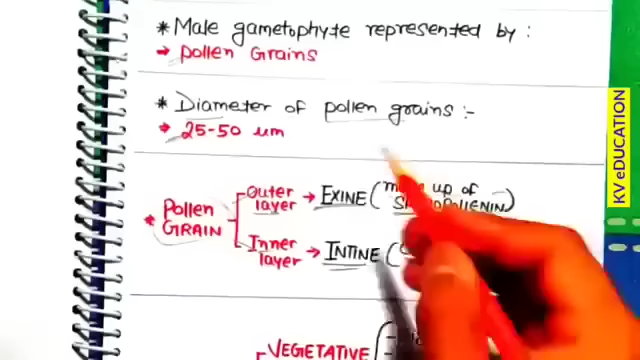 * Male gametophyte represented by:
→ pollen Grains
* Diameter of pollen grains :-
→ 25-50 um
* Pollen GRAIN
Outer layer → EXINE (made up of
Inner layer → INTINE (
VEGETATIVE
KV eDUCATION